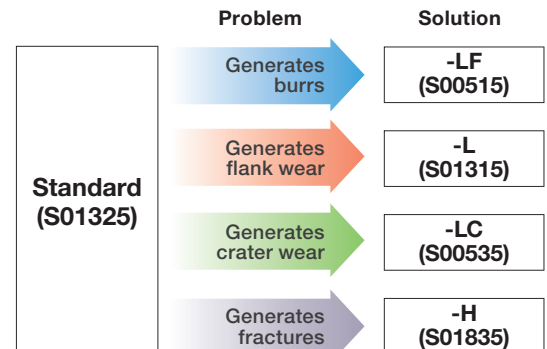 Problem
Solution
Standard
(S01325)
Generates
burrs
-LF
(S00515)
Generates
flank wear
-L
(S01315)
Generates
crater wear
-LC
(S00535)
Generates
fractures
-H
(S01835)